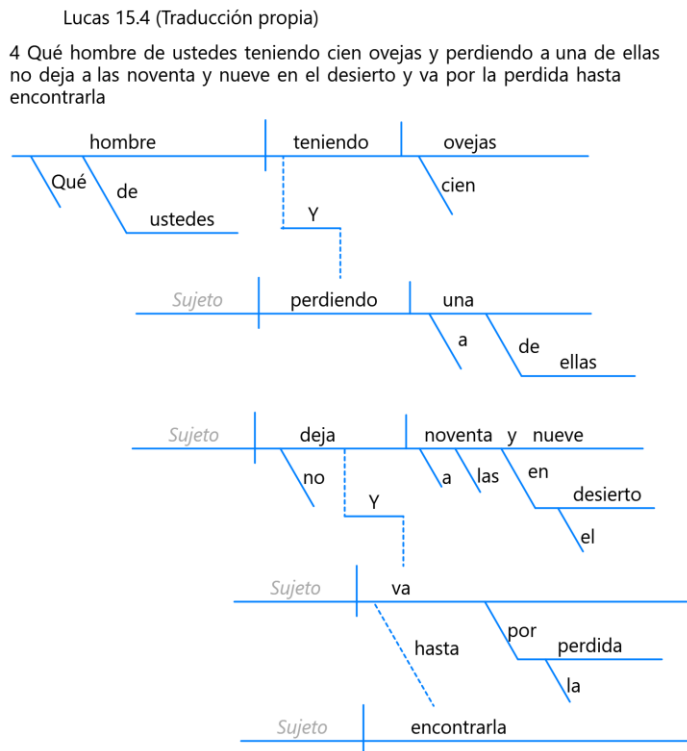 Lucas 15.4 (Traducción propia)
4 Qué hombre de ustedes teniendo cien ovejas y perdiendo a una de ellas
no deja a las noventa y nueve en el desierto y va por la perdida hasta
encontrarla
hombre teniendo ovejas
Qué de cien
ustedes
Y
Sujeto perdiendo una
a de
ellas
Sujeto deja noventa y nueve
no a las en
desierto
Y
el
Sujeto va
por
hasta perdida
la
Sujeto encontrarla